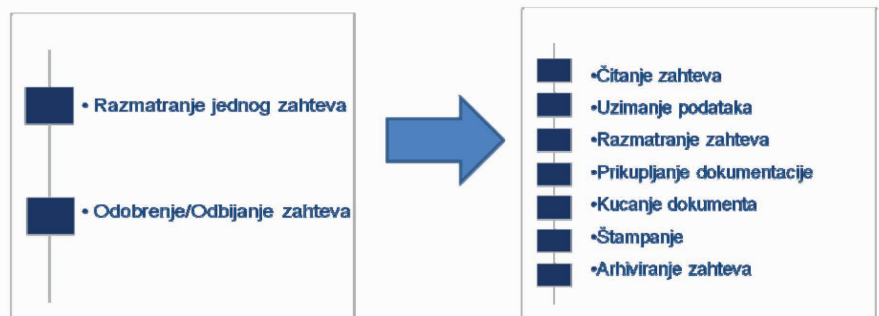 • Razmatranje jednog zahteva
• Odobrenje/Odbijanje zahteva
•Čitanje zahteva
•Uzimanje podataka
•Razmatranje zahteva
•Prikupljanje dokumentacije
•Kucanje dokumenta
•Štampanje
•Arhiviranje zahteva